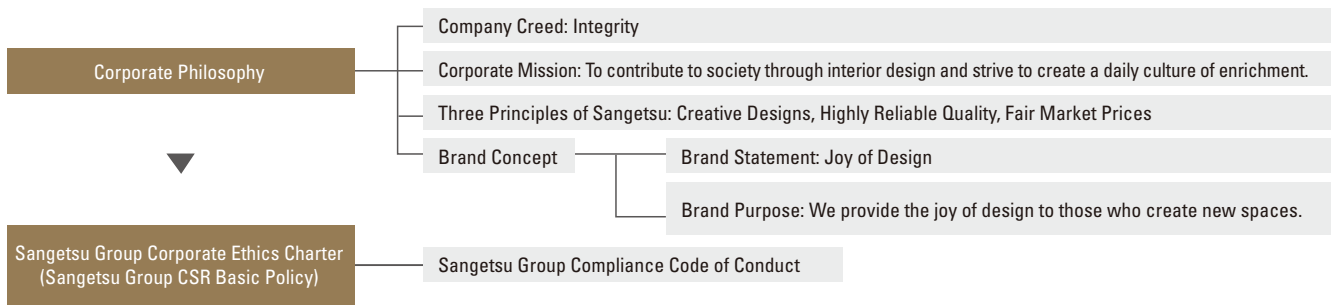 Company Creed: Integrity
Corporate Philosophy
Corporate Mission: To contribute to society through interior design and strive to create a daily culture of enrichment.
Three Principles of Sangetsu: Creative Designs, Highly Reliable Quality, Fair Market Prices
Brand Concept
Brand Statement: Joy of Design
Brand Purpose: We provide the joy of design to those who create new spaces.
Sangetsu Group Corporate Ethics Charter
(Sangetsu Group CSR Basic Policy)
Sangetsu Group Compliance Code of Conduct